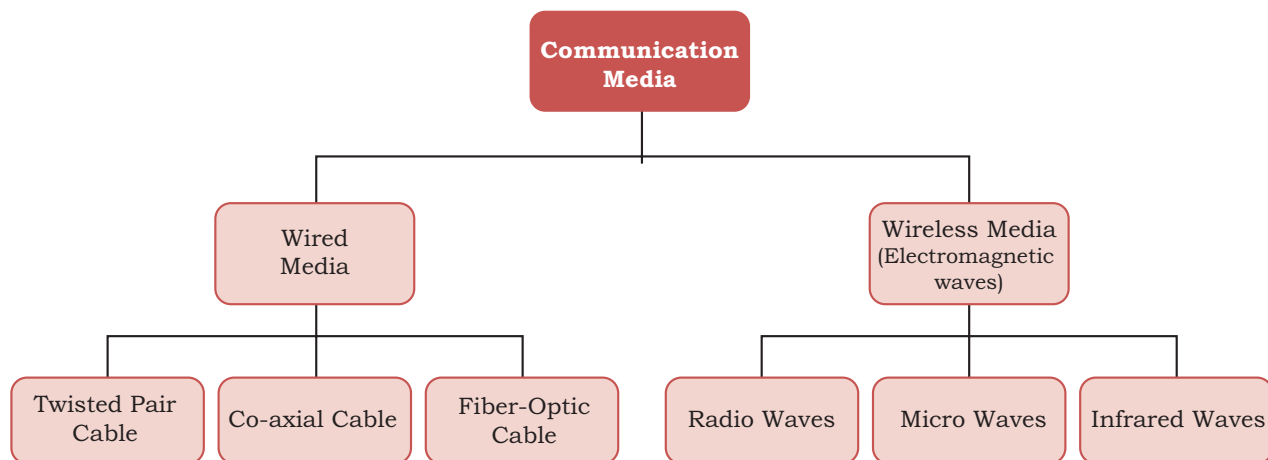 Communication
Media
Wired
Media
Wireless Media
(Electromagnetic
waves)
Twisted Pair
Cable
Co-axial Cable
Fiber-Optic
Cable
Radio Waves
Micro Waves
Infrared Waves